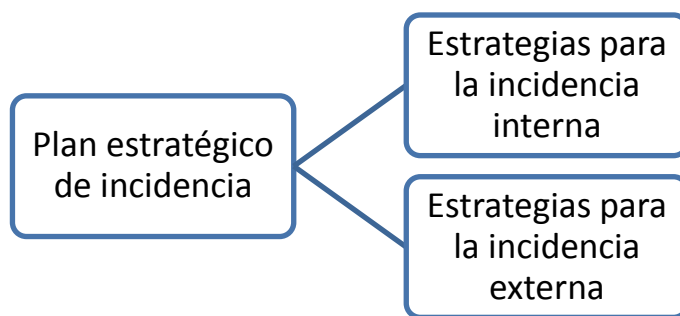 Plan estratégico
de incidencia
Estrategias para
la incidencia
interna
Estrategias para
la incidencia
externa